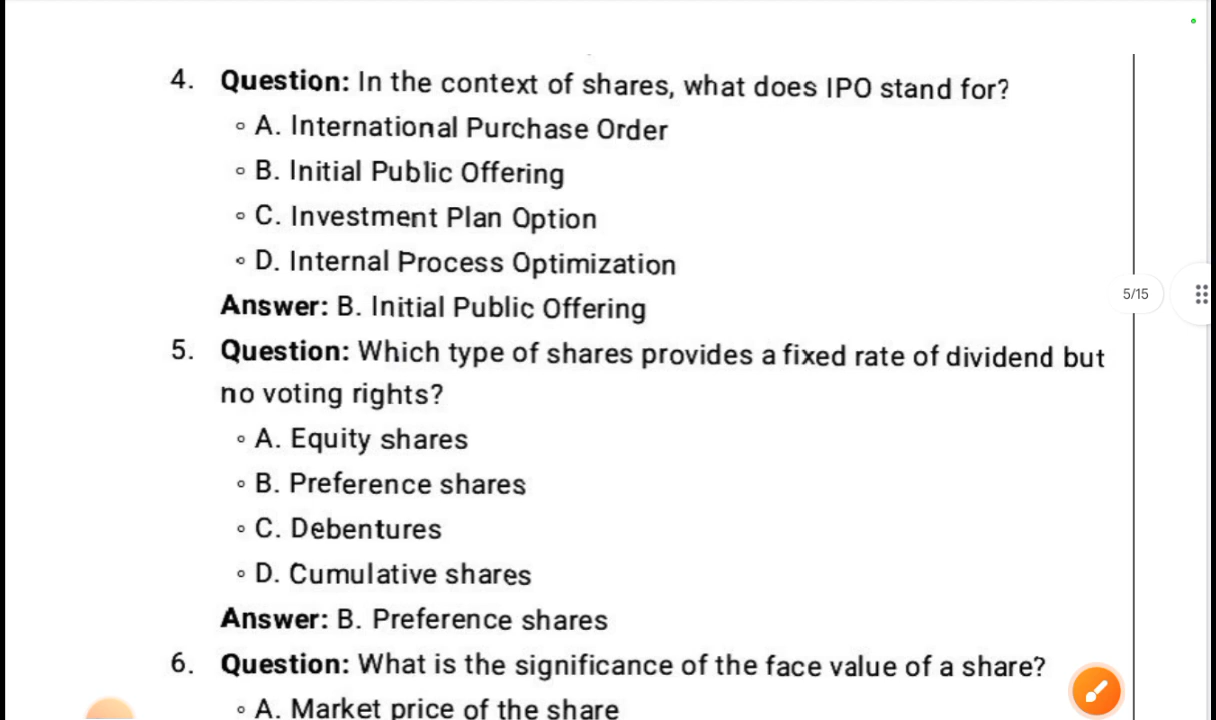 4. Question: In the context of shares, what does IPO stand for?
◦ A. International Purchase Order
◦ B. Initial Public Offering
◦ C. Investment Plan Option
◦ D. Internal Process Optimization
Answer: B. Initial Public Offering
5. Question: Which type of shares provides a fixed rate of dividend but
no voting rights?
◦ A. Equity shares
◦ B. Preference shares
◦ C. Debentures
◦ D. Cumulative shares
Answer: B. Preference shares
6. Question: What is the significance of the face value of a share?
◦ A. Market price of the share
5/15